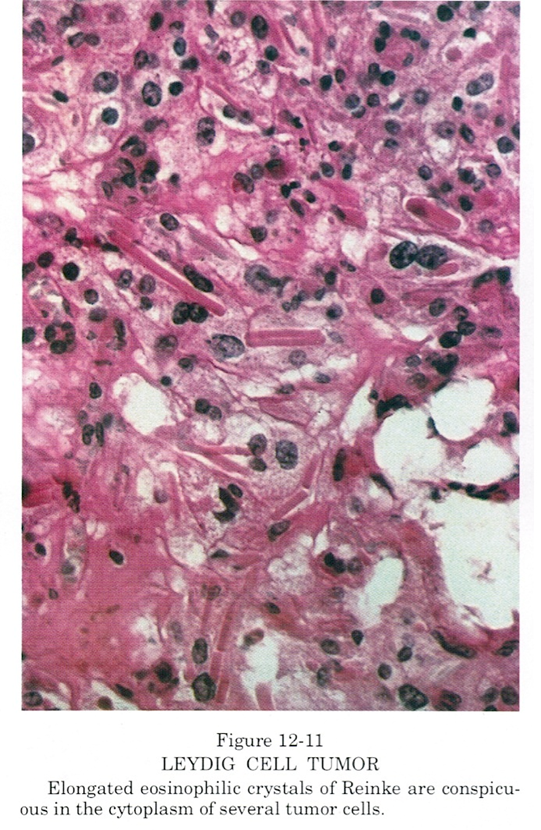 Figure 12-11
LEYDIG CELL TUMOR
Elongated eosinophilic crystals of Reinke are conspicu-
ous in the cytoplasm of several tumor cells.